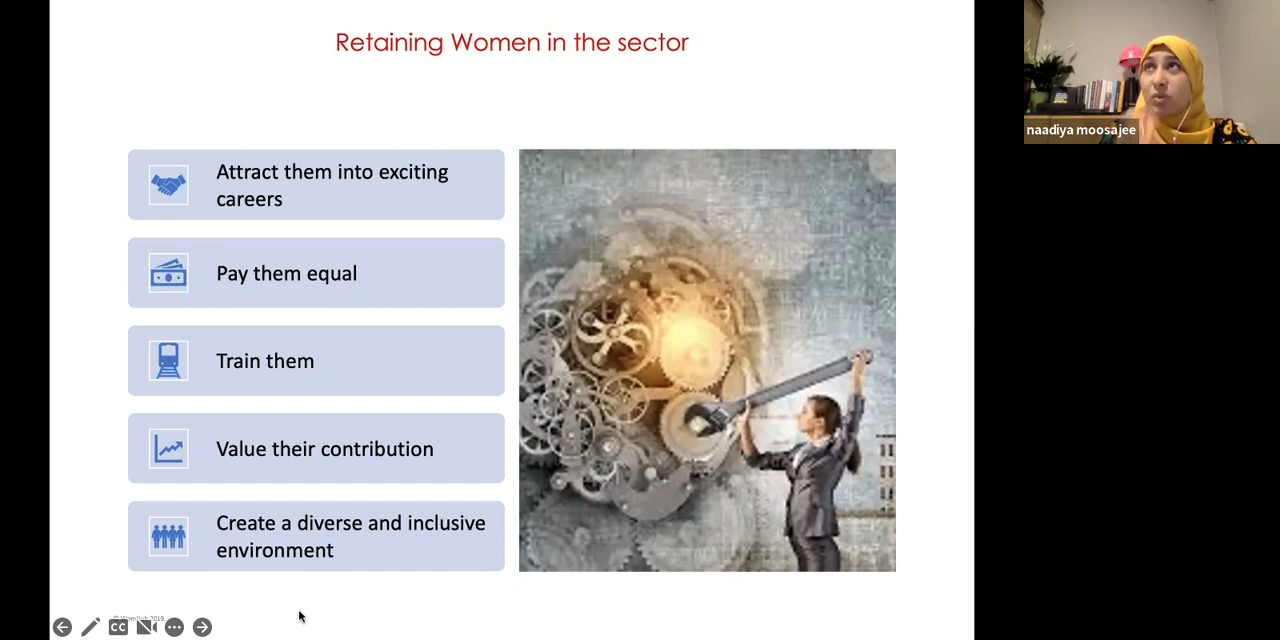 Retaining Women in the sector
naadiya moosajee
Attract them into exciting
careers
Pay them equal
Train them
Value their contribution
Create a diverse and inclusive
environment
CC